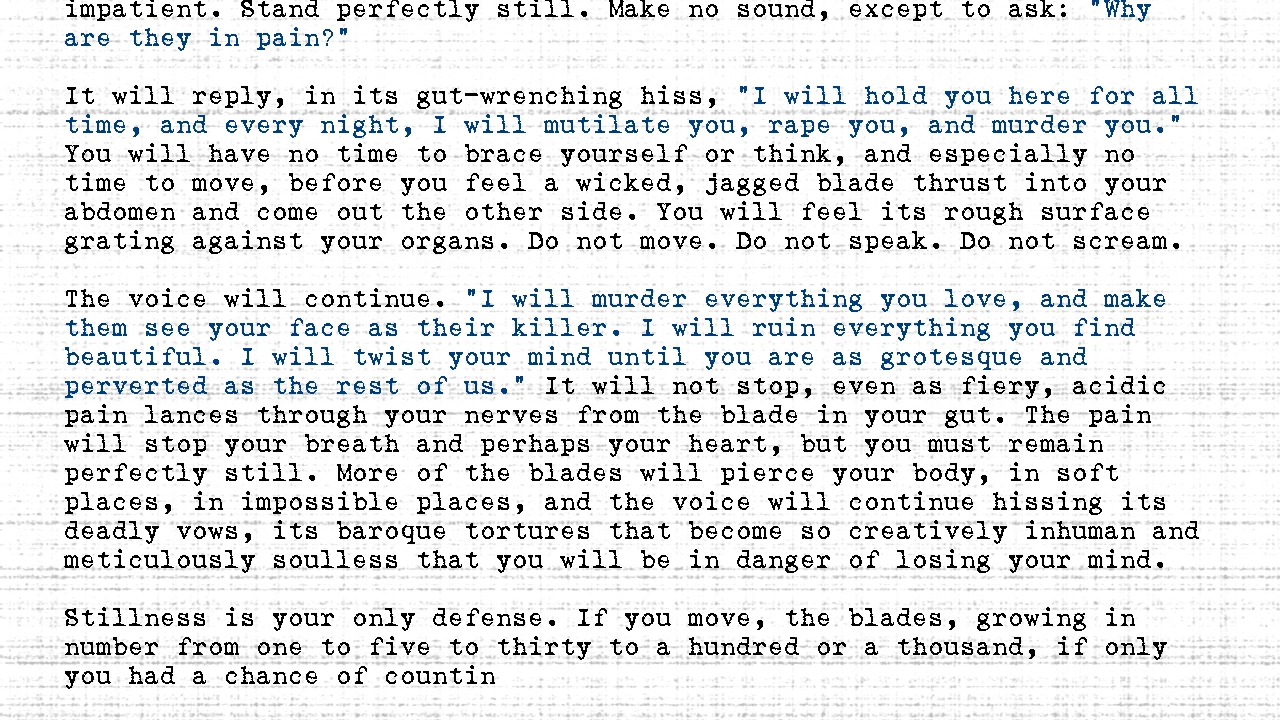 impatient. Stand perfectly still. Make no sound, except to ask: "Why
are they in pain?"
It will reply, in its gut-wrenching hiss, "I will hold you here for all
time, and every night, I will mutilate you, rape you, and murder you."
You will have no time to brace yourself or think, and especially no
time to move, before you feel a wicked, jagged blade thrust into your
abdomen and come out the other side. You will feel its rough surface
grating against your organs. Do not move. Do not speak. Do not scream.
The voice will continue. "I will murder everything you love, and make
them see your face as their killer. I will ruin everything you find
beautiful. I will twist your mind until you are as grotesque and
perverted as the rest of us." It will not stop, even as fiery, acidic
pain lances through your nerves from the blade in your gut. The pain
will stop your breath and perhaps your heart, but you must remain
perfectly still. More of the blades will pierce your body, in soft
places, in impossible places, and the voice will continue hissing its
deadly vows, its baroque tortures that become so creatively inhuman and
meticulously soulless that you will be in danger of losing your mind.
Stillness is your only defense. If you move, the blades, growing in
number from one to five to thirty to a hundred or a thousand, if only
you had a chance of countin